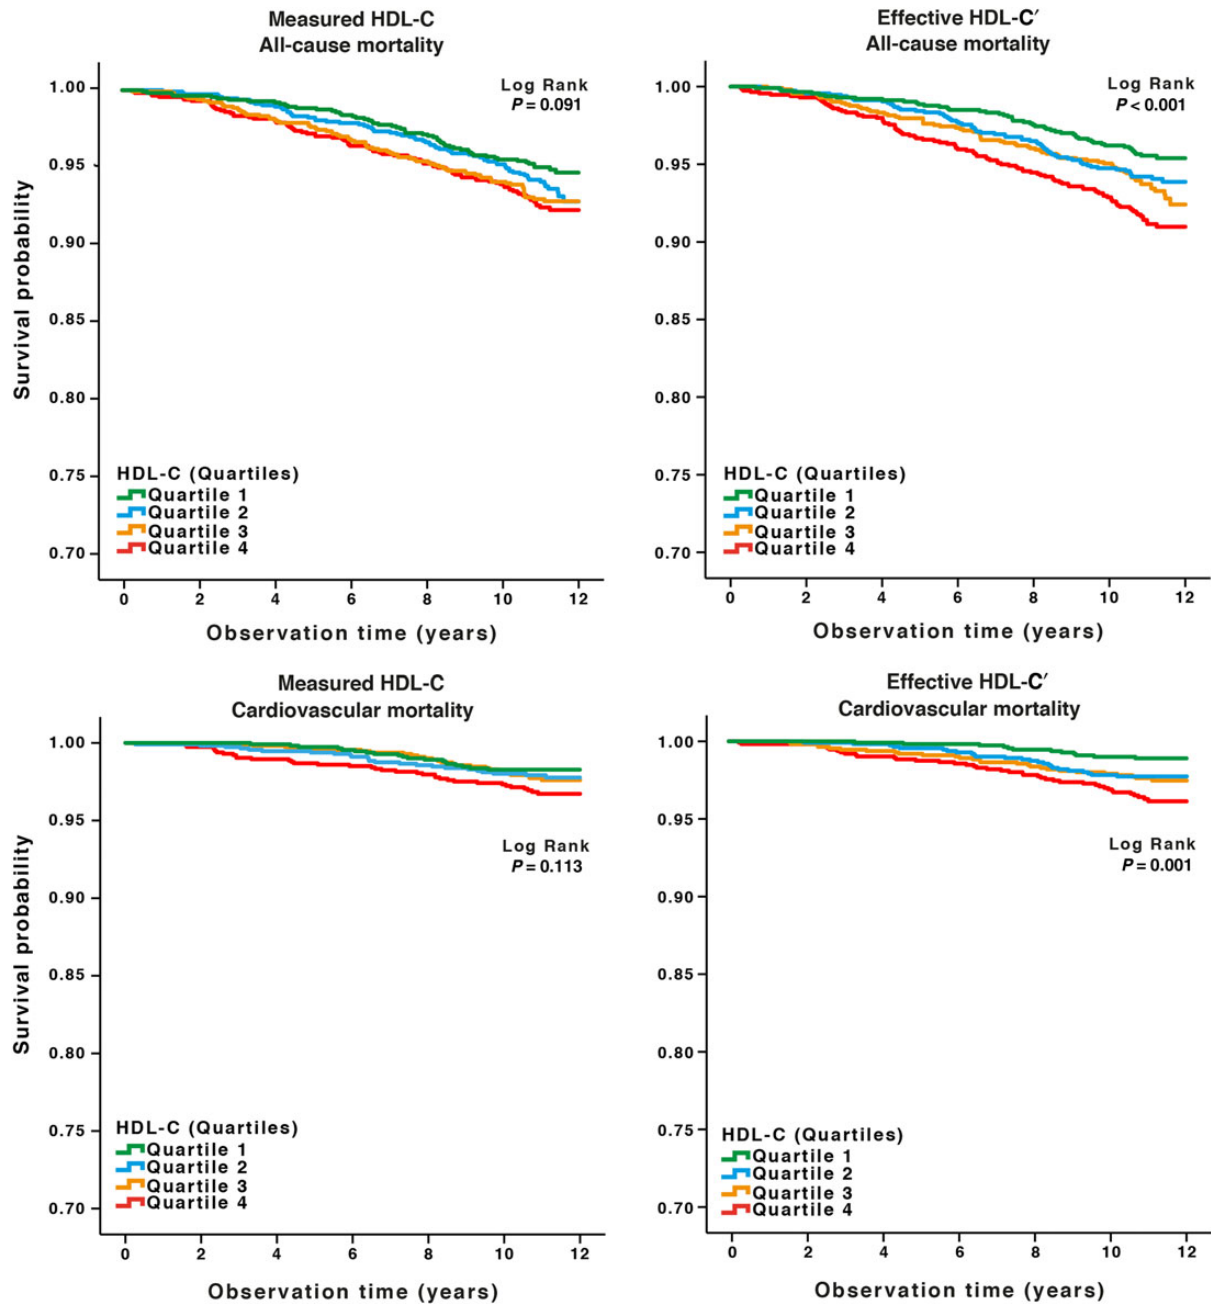 Measured HDL-C
All-cause mortality
Log Rank
P = 0.091
1.00
0.95
0.90
0.85
0.80
0.75
0.70
Survival probability
HDL-C (Quartiles)
Quartile 1
Quartile 2
Quartile 3
Quartile 4
0 2 4 6 8 10 12
Observation time (years)
Effective HDL-C′
All-cause mortality
Log Rank
P < 0.001
1.00
0.95
0.90
0.85
0.80
0.75
0.70
HDL-C (Quartiles)
Quartile 1
Quartile 2
Quartile 3
Quartile 4
0 2 4 6 8 10 12
Observation time (years)
Measured HDL-C
Cardiovascular mortality
1.00
0.95
0.90
0.85
0.80
0.75
0.70
Survival probability
Log Rank
P = 0.113
HDL-C (Quartiles)
Quartile 1
Quartile 2
Quartile 3
Quartile 4
0 2 4 6 8 10 12
Observation time (years)
Effective HDL-C′
Cardiovascular mortality
1.00
0.95
0.90
0.85
0.80
0.75
0.70
Log Rank
P = 0.001
HDL-C (Quartiles)
Quartile 1
Quartile 2
Quartile 3
Quartile 4
0 2 4 6 8 10 12
Observation time (years)